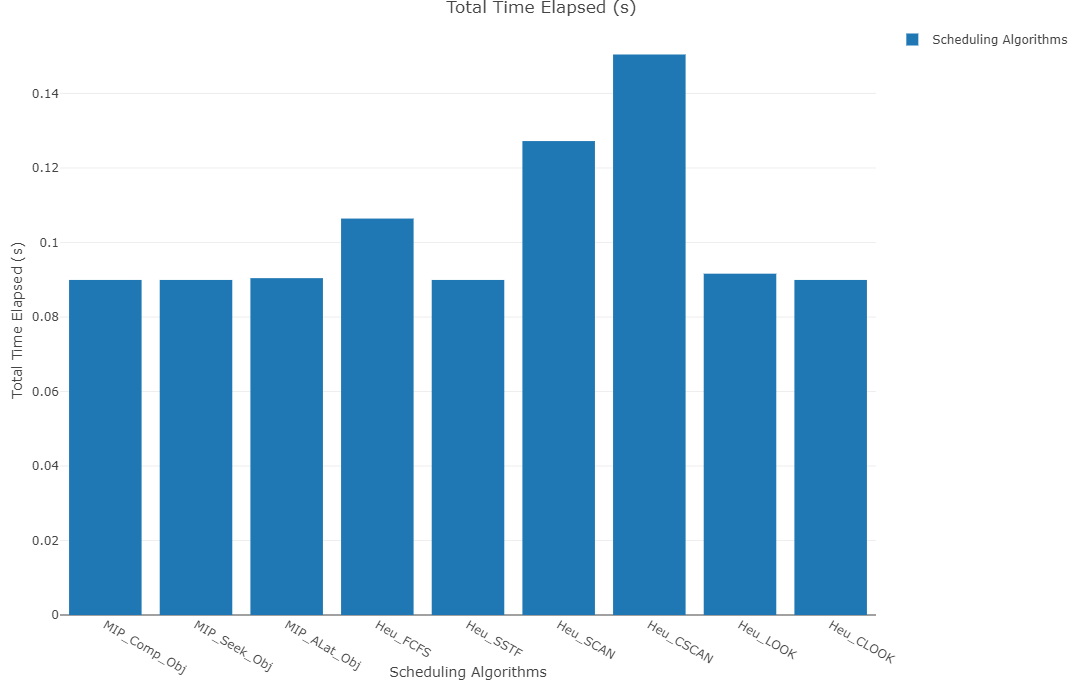 Total Time Elapsed (s)
Scheduling Algorithms
0.14
0.12
0.1
0.08
0.06
0.04
0.02
0
Total Time Elapsed (s)
MIP_Comp_Obj
MIP_Seek_Obj
MIP_ALat_Obj
Heu_FCFS
Heu_SSTF
Heu_SCAN
Heu_CSCAN
Heu_LOOK
Heu_CLOOK
Scheduling Algorithms